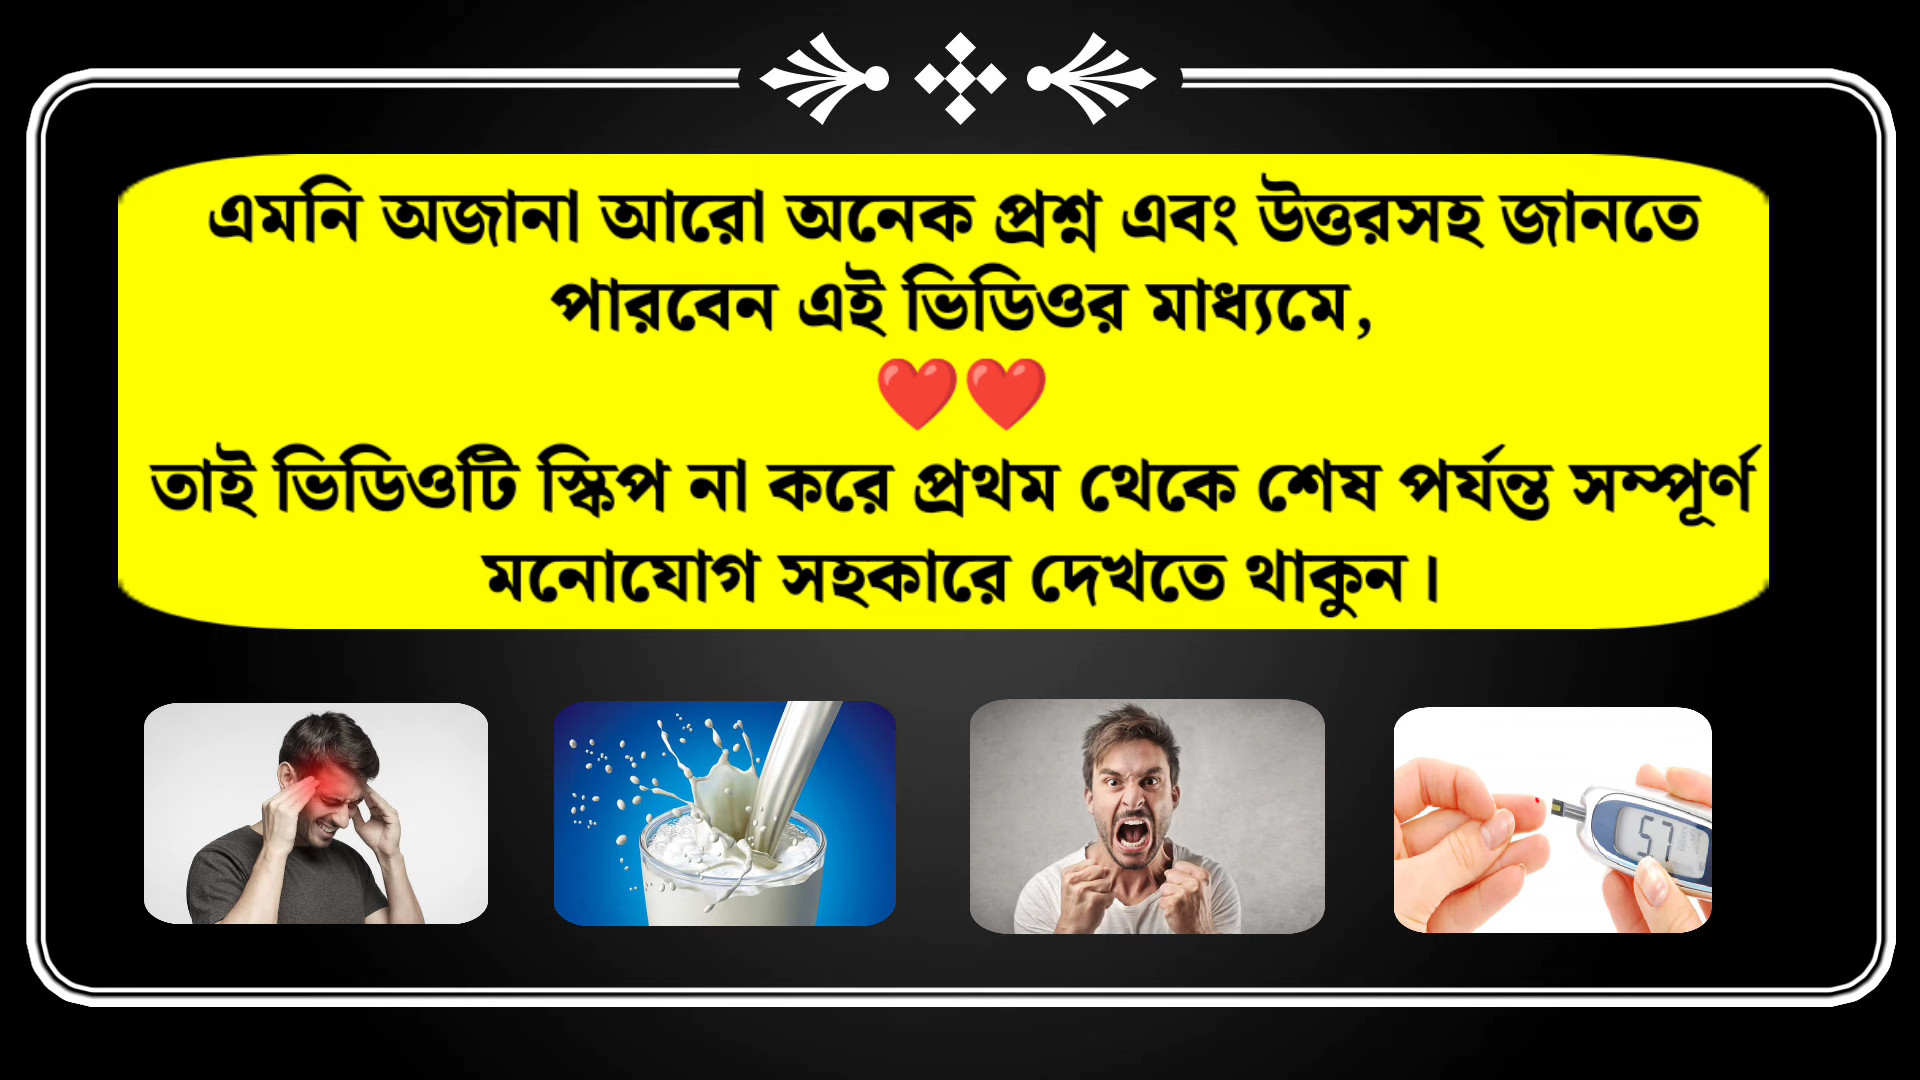 এমনি অজানা আরো অনেক প্রশ্ন এবং উত্তরসহ জানতে
পারবেন এই ভিডিওর মাধ্যমে,
❤️❤️
তাই ভিডিওটি স্কিপ না করে প্রথম থেকে শেষ পর্যন্ত সম্পূর্ণ
মনোযোগ সহকারে দেখতে থাকুন।
57